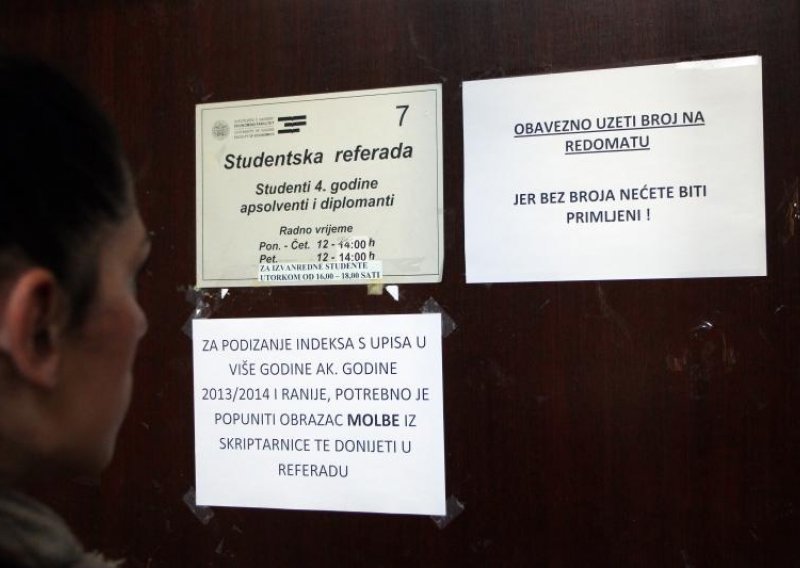 7
Studentska referada
Studenti 4. godine
apsolventi i diplomanti
Radno vrijeme
Pon. - Čet. 12 - 14:00 h
Pet. 12 - 14:00 h
ZA IZVANREDNE STUDENTE
UTORKOM OD 16,00 – 18,00 SATI
OBAVEZNO UZETI BROJ NA
REDOMATU
JER BEZ BROJA NEĆETE BITI
PRIMLJENI !
ZA PODIZANJE INDEKSA S UPISA U
VIŠE GODINE AK. GODINE
2013/2014 I RANIJE, POTREBNO JE
POPUNITI OBRAZAC MOLBE IZ
SKRIPTARNICE TE DONIJETI U
REFERADU